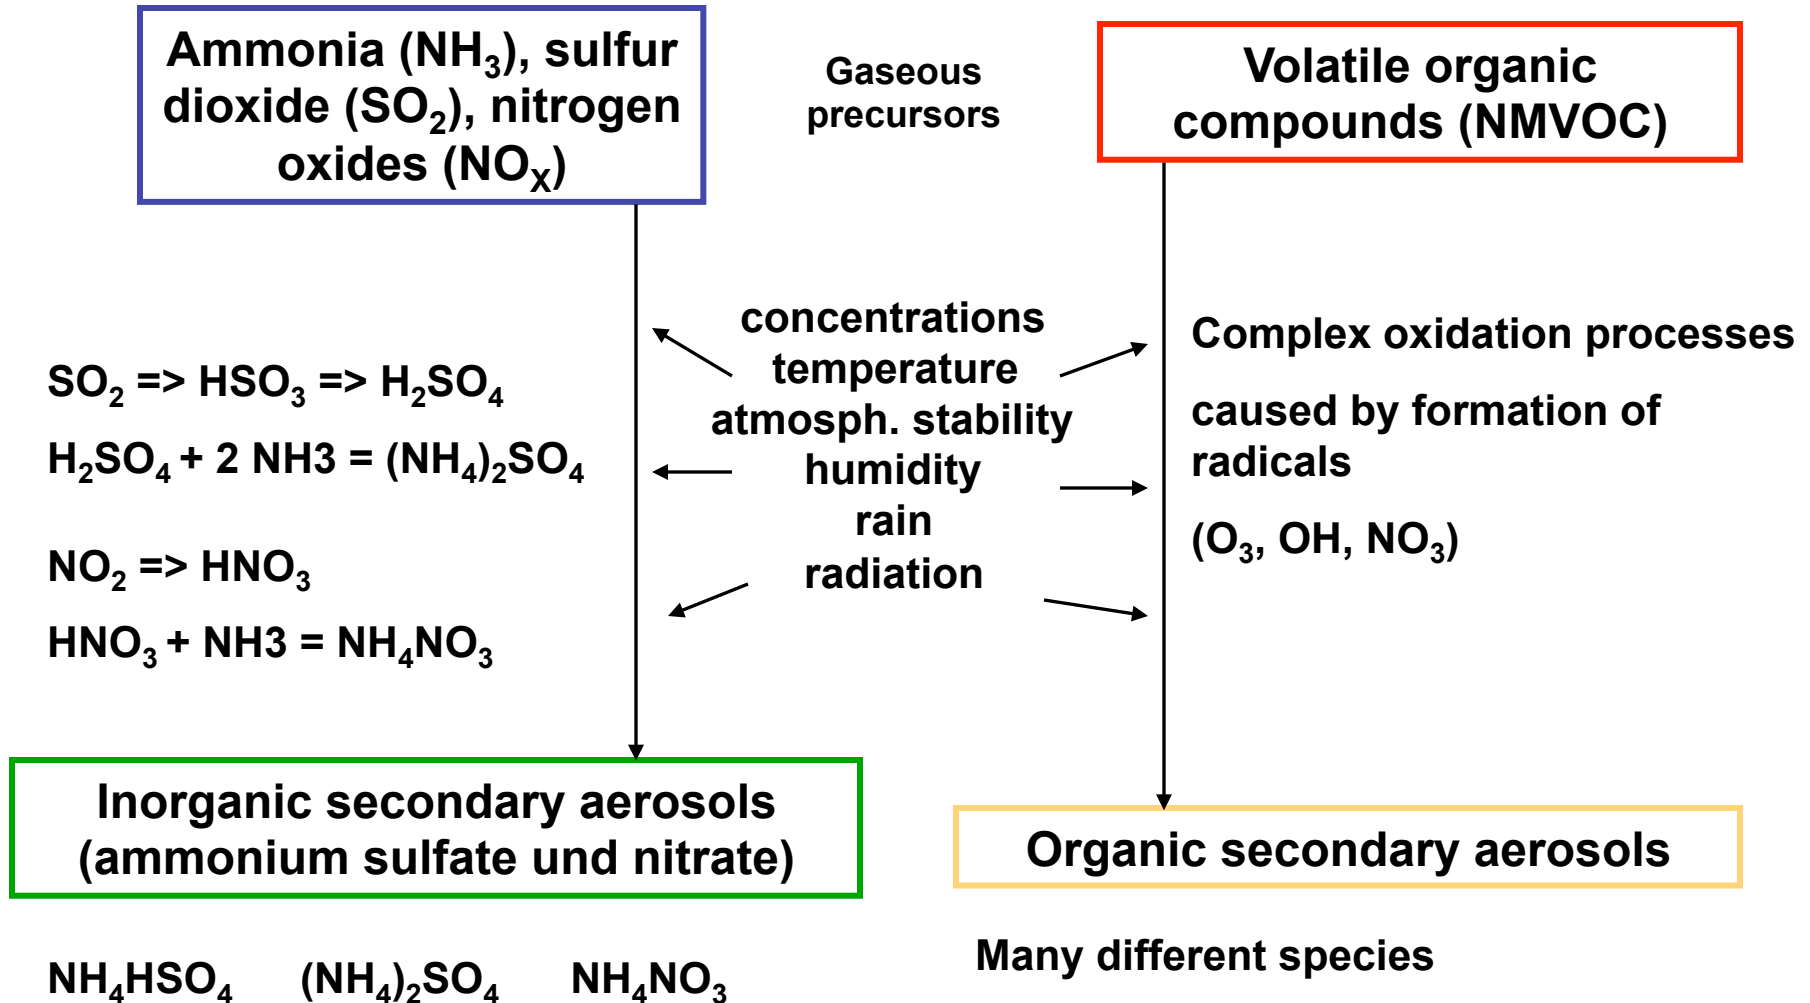 Ammonia (NH₃), sulfur
dioxide (SO₂), nitrogen
oxides (NOₓ)
Gaseous
precursors
Volatile organic
compounds (NMVOC)
SO₂ => HSO₃ => H₂SO₄
H₂SO₄ + 2 NH3 = (NH₄)₂SO₄
NO₂ => HNO₃
HNO₃ + NH3 = NH₄NO₃
concentrations
temperature
atmosph. stability
humidity
rain
radiation
Complex oxidation processes
caused by formation of
radicals
(O₃, OH, NO₃)
Inorganic secondary aerosols
(ammonium sulfate und nitrate)
Organic secondary aerosols
NH₄HSO₄ (NH₄)₂SO₄ NH₄NO₃
Many different species